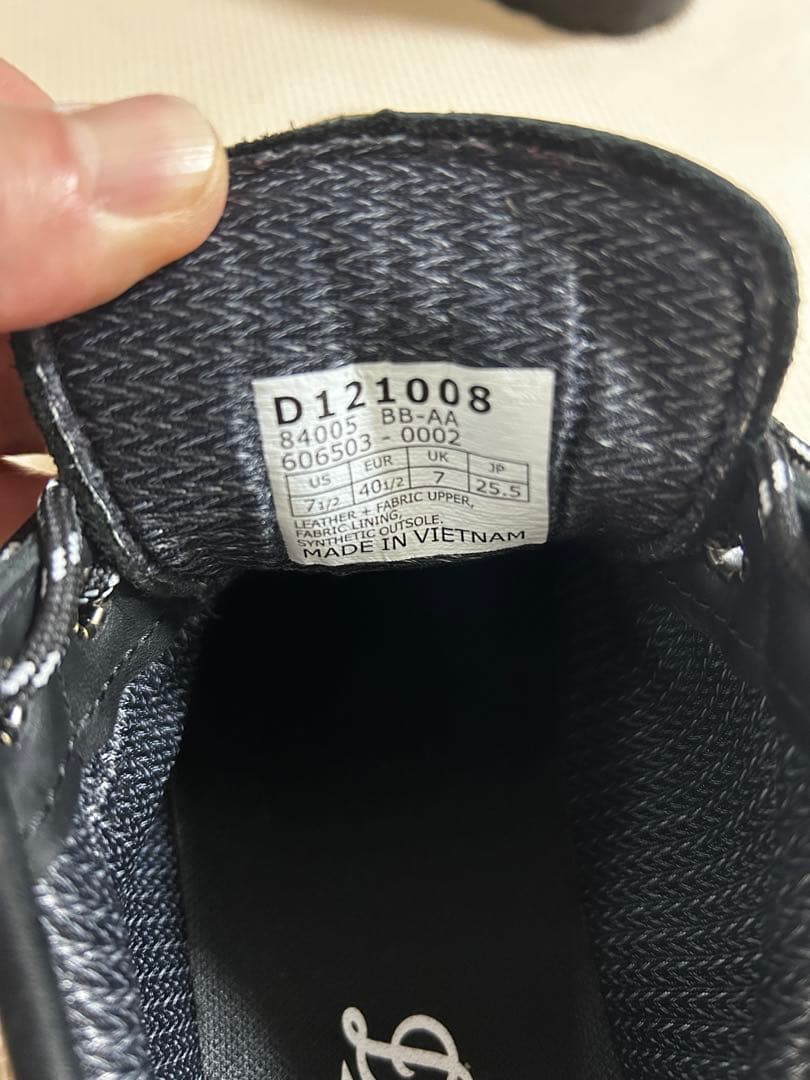 D121008
84005 BB-AA
606503-0002
US EUR UK JP
7 1/2 40 1/2 7 25.5
LEATHER + FABRIC UPPER,
FABRIC LINING,
SYNTHETIC OUTSOLE.
MADE IN VIETNAM